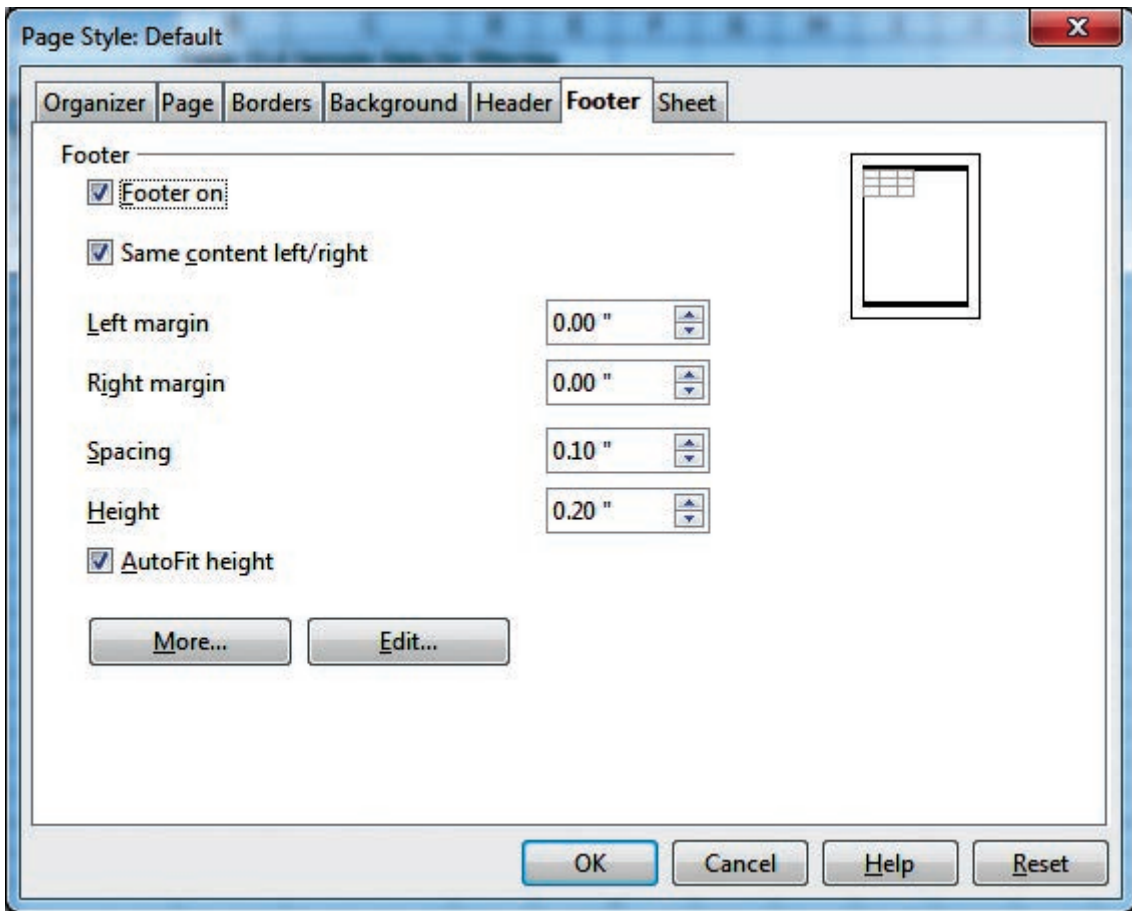 Page Style: Default
Organizer Page Borders Background Header Footer Sheet
Footer
Footer on
Same content left/right
Left margin 0.00 "
Right margin 0.00 "
Spacing 0.10 "
Height 0.20 "
AutoFit height
More... Edit...
OK Cancel Help Reset